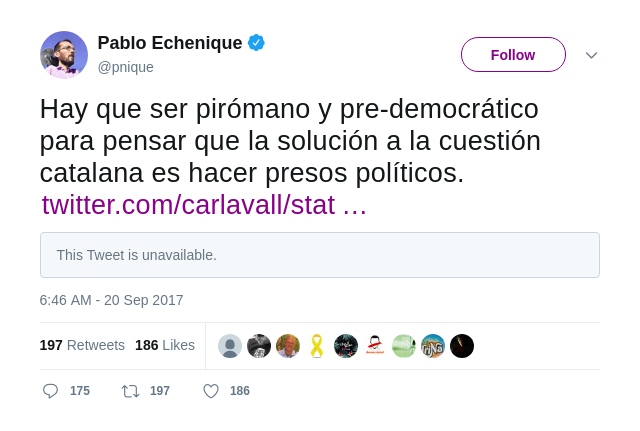 Pablo Echenique
@pnique
Follow
Hay que ser pirómano y pre-democrático
para pensar que la solución a la cuestión
catalana es hacer presos políticos.
twitter.com/carlavall/stat …
This Tweet is unavailable.
6:46 AM - 20 Sep 2017
197 Retweets 186 Likes
175 197 186